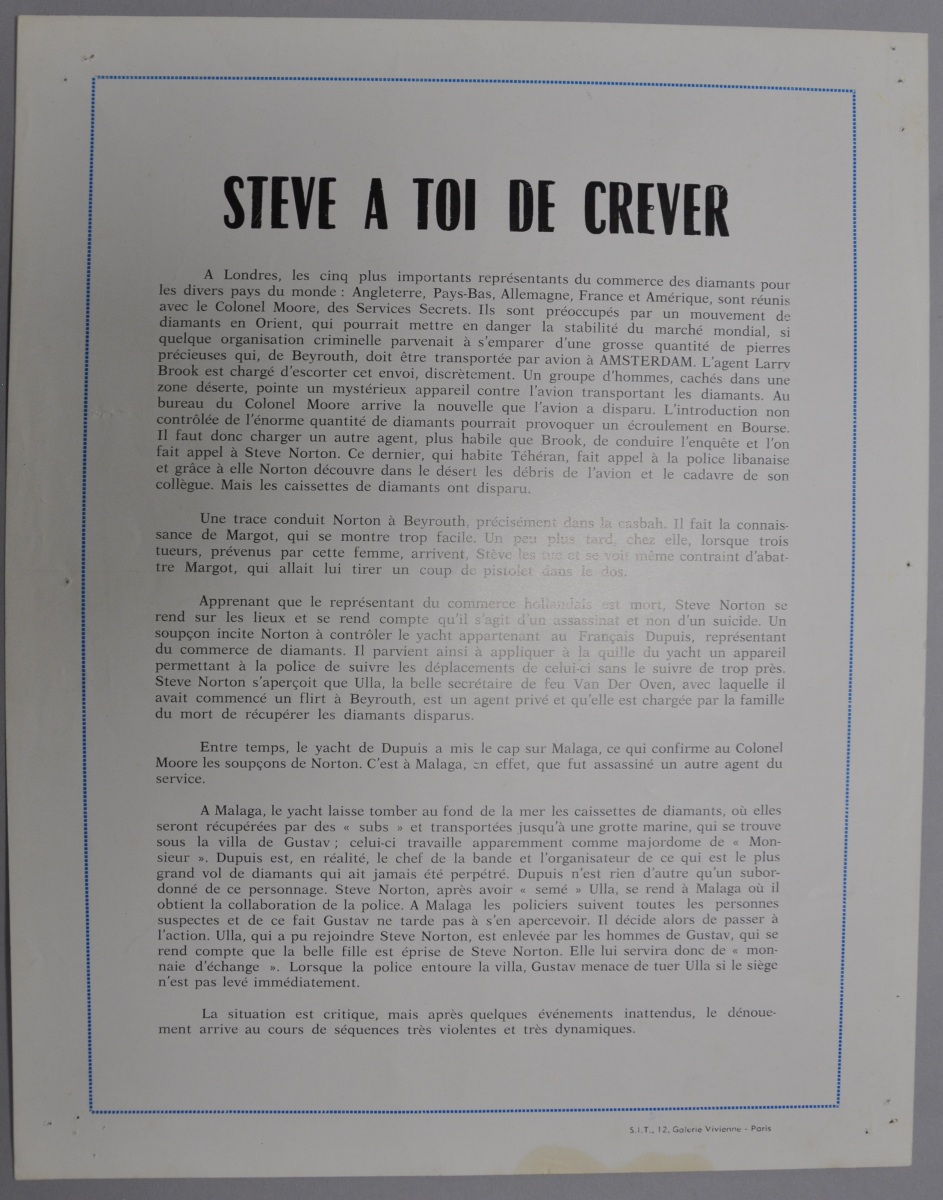 STEVE A TOI DE CREVER
A Londres, les cinq plus importants représentants du commerce des diamants pour
les divers pays du monde : Angleterre, Pays-Bas, Allemagne, France et Amérique, sont réunis
avec le Colonel Moore, des Services Secrets. Ils sont préoccupés par un mouvement de
diamants en Orient, qui pourrait mettre en danger la stabilité du marché mondial, si
quelque organisation criminelle parvenait à s'emparer d'une grosse quantité de pierres
précieuses qui, de Beyrouth, doit être transportée par avion à AMSTERDAM. L'agent Larry
Brook est chargé d'escorter cet envoi, discrètement. Un groupe d'hommes, cachés dans une
zone déserte, pointe un mystérieux appareil contre l'avion transportant les diamants. Au
bureau du Colonel Moore arrive la nouvelle que l'avion a disparu. L'introduction non
contrôlée de l'énorme quantité de diamants pourrait provoquer un écroulement en Bourse.
Il faut donc charger un autre agent, plus habile que Brook, de conduire l'enquête et l'on
fait appel à Steve Norton. Ce dernier, qui habite Téhéran, fait appel à la police libanaise
et grâce à elle Norton découvre dans le désert les débris de l'avion et le cadavre de son
collègue. Mais les caissettes de diamants ont disparu.
Une trace conduit Norton à Beyrouth, précisément dans la casbah. Il fait la connais-
sance de Margot, qui se montre trop facile. Un peu plus tard, chez elle, lorsque trois
tueurs, prévenus par cette femme, arrivent, Stève les tue et se voit même contraint d'abat-
tre Margot, qui allait lui tirer un coup de pistolet dans le dos.
Apprenant que le représentant du commerce hollandais est mort, Steve Norton se
rend sur les lieux et se rend compte qu'il s'agit d'un assassinat et non d'un suicide. Un
soupçon incite Norton à contrôler le yacht appartenant au Français Dupuis, représentant
du commerce de diamants. Il parvient ainsi à appliquer à la quille du yacht un appareil
permettant à la police de suivre les déplacements de celui-ci sans le suivre de trop près.
Steve Norton s'aperçoit que Ulla, la belle secrétaire de feu Van Der Oven, avec laquelle il
avait commencé un flirt à Beyrouth, est un agent privé et qu'elle est chargée par la famille
du mort de récupérer les diamants disparus.
Entre temps, le yacht de Dupuis a mis le cap sur Malaga, ce qui confirme au Colonel
Moore les soupçons de Norton. C'est à Malaga, en effet, que fut assassiné un autre agent du
service.
A Malaga, le yacht laisse tomber au fond de la mer les caissettes de diamants, où elles
seront récupérées par des « subs » et transportées jusqu'à une grotte marine, qui se trouve
sous la villa de Gustav ; celui-ci travaille apparemment comme majordome de « Mon-
sieur ». Dupuis est, en réalité, le chef de la bande et l'organisateur de ce qui est le plus
grand vol de diamants qui ait jamais été perpétré. Dupuis n'est rien d'autre qu'un subor-
donné de ce personnage. Steve Norton, après avoir « semé » Ulla, se rend à Malaga où il
obtient la collaboration de la police. A Malaga les policiers suivent toutes les personnes
suspectes et de ce fait Gustav ne tarde pas à s'en apercevoir. Il décide alors de passer à
l'action. Ulla, qui a pu rejoindre Steve Norton, est enlevée par les hommes de Gustav, qui se
rend compte que la belle fille est éprise de Steve Norton. Elle lui servira donc de « mon-
naie d'échange ». Lorsque la police entoure la villa, Gustav menace de tuer Ulla si le siège
n'est pas levé immédiatement.
La situation est critique, mais après quelques événements inattendus, le dénoue-
ment arrive au cours de séquences très violentes et très dynamiques.
S.I.T., 12, Galerie Vivienne - Paris